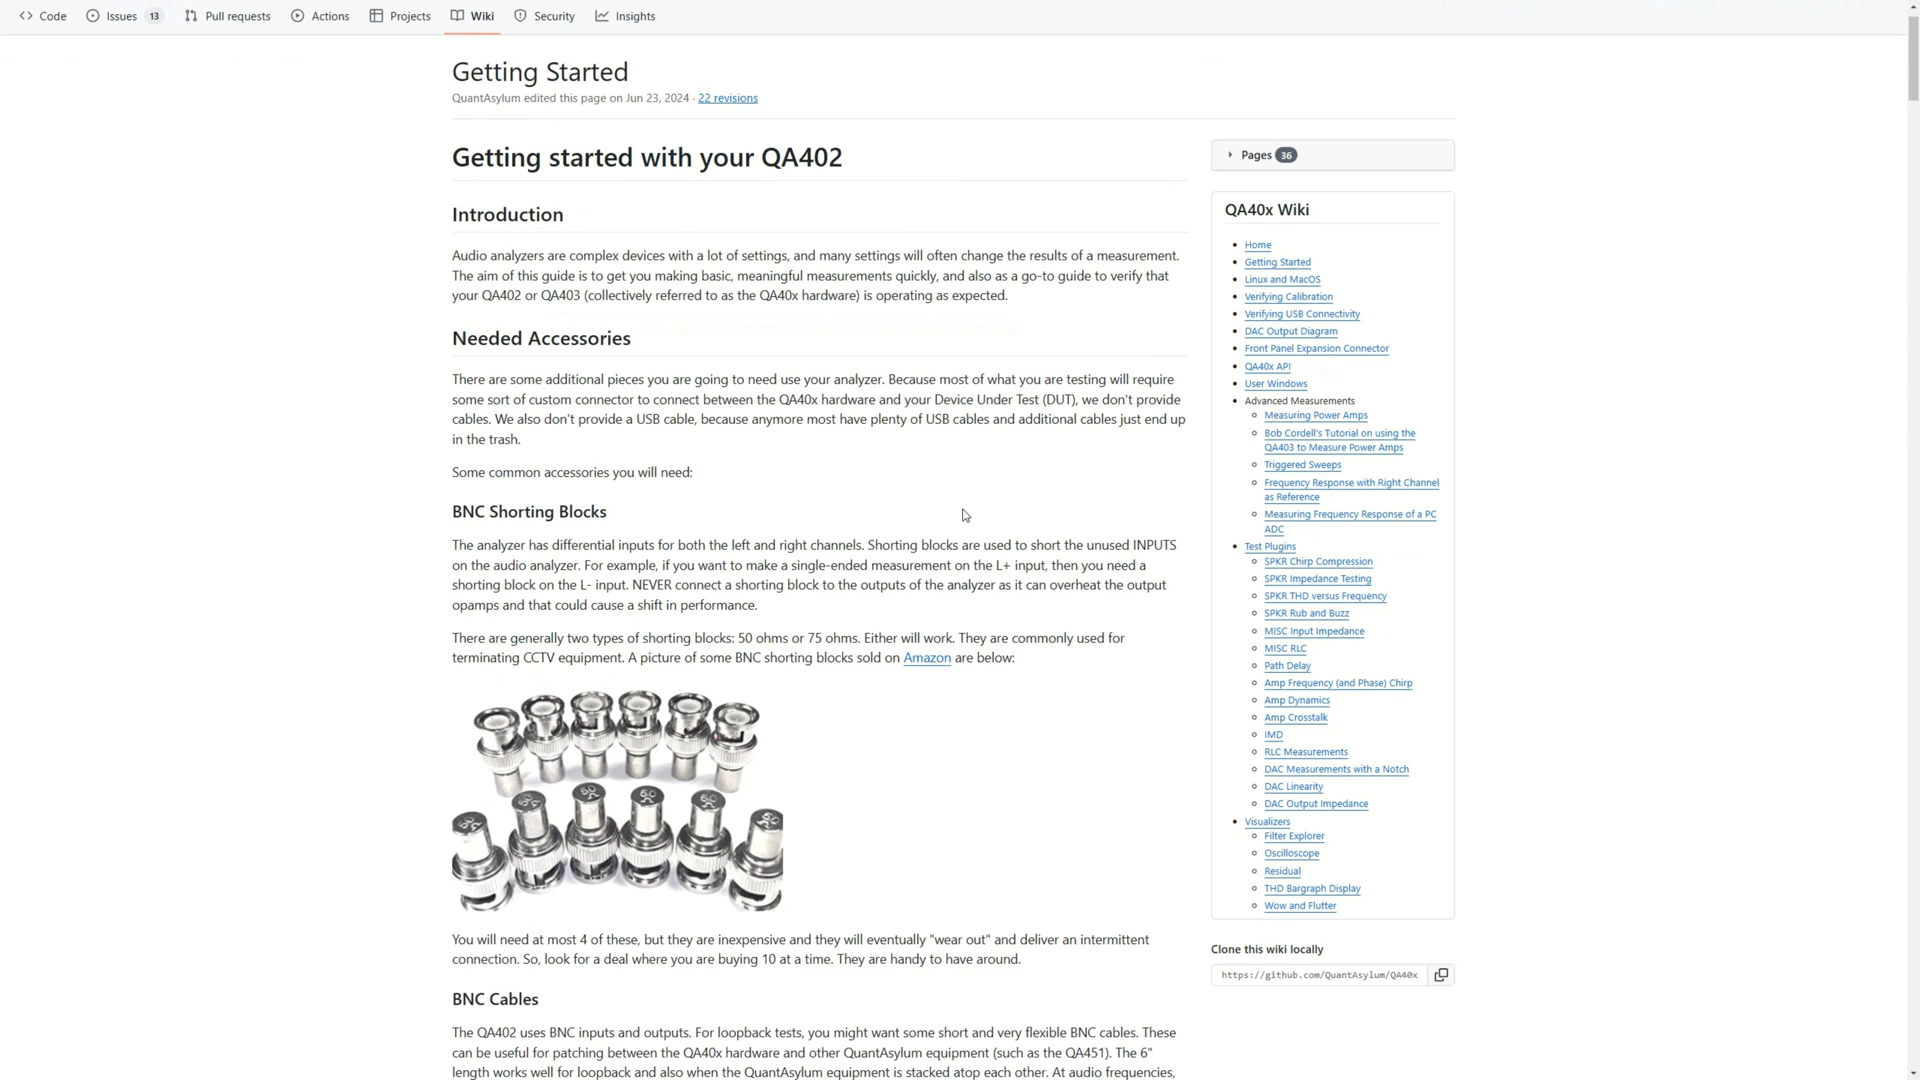 Code Issues 13 Pull requests Actions Projects Wiki Security Insights
Getting Started
QuantAsylum edited this page on Jun 23, 2024 · 22 revisions
Getting started with your QA402
Introduction
Audio analyzers are complex devices with a lot of settings, and many settings will often change the results of a measurement.
The aim of this guide is to get you making basic, meaningful measurements quickly, and also as a go-to guide to verify that
your QA402 or QA403 (collectively referred to as the QA40x hardware) is operating as expected.
Needed Accessories
There are some additional pieces you are going to need use your analyzer. Because most of what you are testing will require
some sort of custom connector to connect between the QA40x hardware and your Device Under Test (DUT), we don't provide
cables. We also don't provide a USB cable, because anymore most have plenty of USB cables and additional cables just end up
in the trash.
Some common accessories you will need:
BNC Shorting Blocks
The analyzer has differential inputs for both the left and right channels. Shorting blocks are used to short the unused INPUTS
on the audio analyzer. For example, if you want to make a single-ended measurement on the L+ input, then you need a
shorting block on the L- input. NEVER connect a shorting block to the outputs of the analyzer as it can overheat the output
opamps and that could cause a shift in performance.
There are generally two types of shorting blocks: 50 ohms or 75 ohms. Either will work. They are commonly used for
terminating CCTV equipment. A picture of some BNC shorting blocks sold on Amazon are below:
50
50
50
50
50
50
You will need at most 4 of these, but they are inexpensive and they will eventually "wear out" and deliver an intermittent
connection. So, look for a deal where you are buying 10 at a time. They are handy to have around.
BNC Cables
The QA402 uses BNC inputs and outputs. For loopback tests, you might want some short and very flexible BNC cables. These
can be useful for patching between the QA40x hardware and other QuantAsylum equipment (such as the QA451). The 6"
length works well for loopback and also when the QuantAsylum equipment is stacked atop each other. At audio frequencies,
Pages 36
QA40x Wiki
Home
Getting Started
Linux and MacOS
Verifying Calibration
Verifying USB Connectivity
DAC Output Diagram
Front Panel Expansion Connector
QA40x API
User Windows
Advanced Measurements
Measuring Power Amps
Bob Cordell's Tutorial on using the
QA403 to Measure Power Amps
Triggered Sweeps
Frequency Response with Right Channel
as Reference
Measuring Frequency Response of a PC
ADC
Test Plugins
SPKR Chirp Compression
SPKR Impedance Testing
SPKR THD versus Frequency
SPKR Rub and Buzz
MISC Input Impedance
MISC RLC
Path Delay
Amp Frequency (and Phase) Chirp
Amp Dynamics
Amp Crosstalk
IMD
RLC Measurements
DAC Measurements with a Notch
DAC Linearity
DAC Output Impedance
Visualizers
Filter Explorer
Oscilloscope
Residual
THD Bargraph Display
Wow and Flutter
Clone this wiki locally
https://github.com/QuantAsylum/QA40x